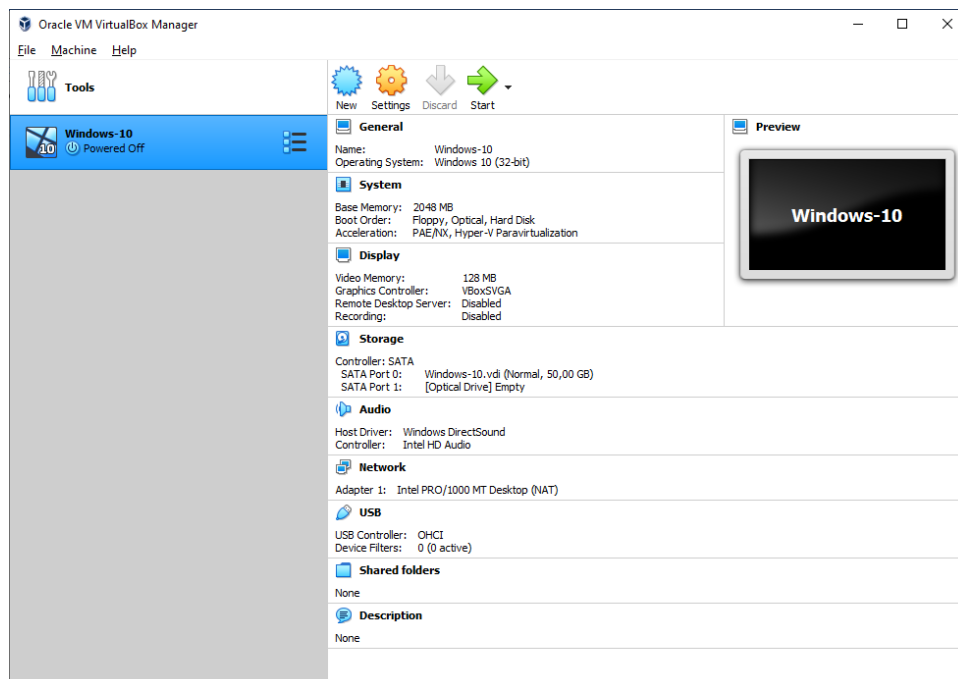 Oracle VM VirtualBox Manager
File Machine Help
Tools
New Settings Discard Start
Windows-10
Powered Off
10
General
Name: Windows-10
Operating System: Windows 10 (32-bit)
System
Base Memory: 2048 MB
Boot Order: Floppy, Optical, Hard Disk
Acceleration: PAE/NX, Hyper-V Paravirtualization
Display
Video Memory: 128 MB
Graphics Controller: VBoxSVGA
Remote Desktop Server: Disabled
Recording: Disabled
Preview
Windows-10
Storage
Controller: SATA
SATA Port 0: Windows-10.vdi (Normal, 50,00 GB)
SATA Port 1: [Optical Drive] Empty
Audio
Host Driver: Windows DirectSound
Controller: Intel HD Audio
Network
Adapter 1: Intel PRO/1000 MT Desktop (NAT)
USB
USB Controller: OHCI
Device Filters: 0 (0 active)
Shared folders
None
Description
None